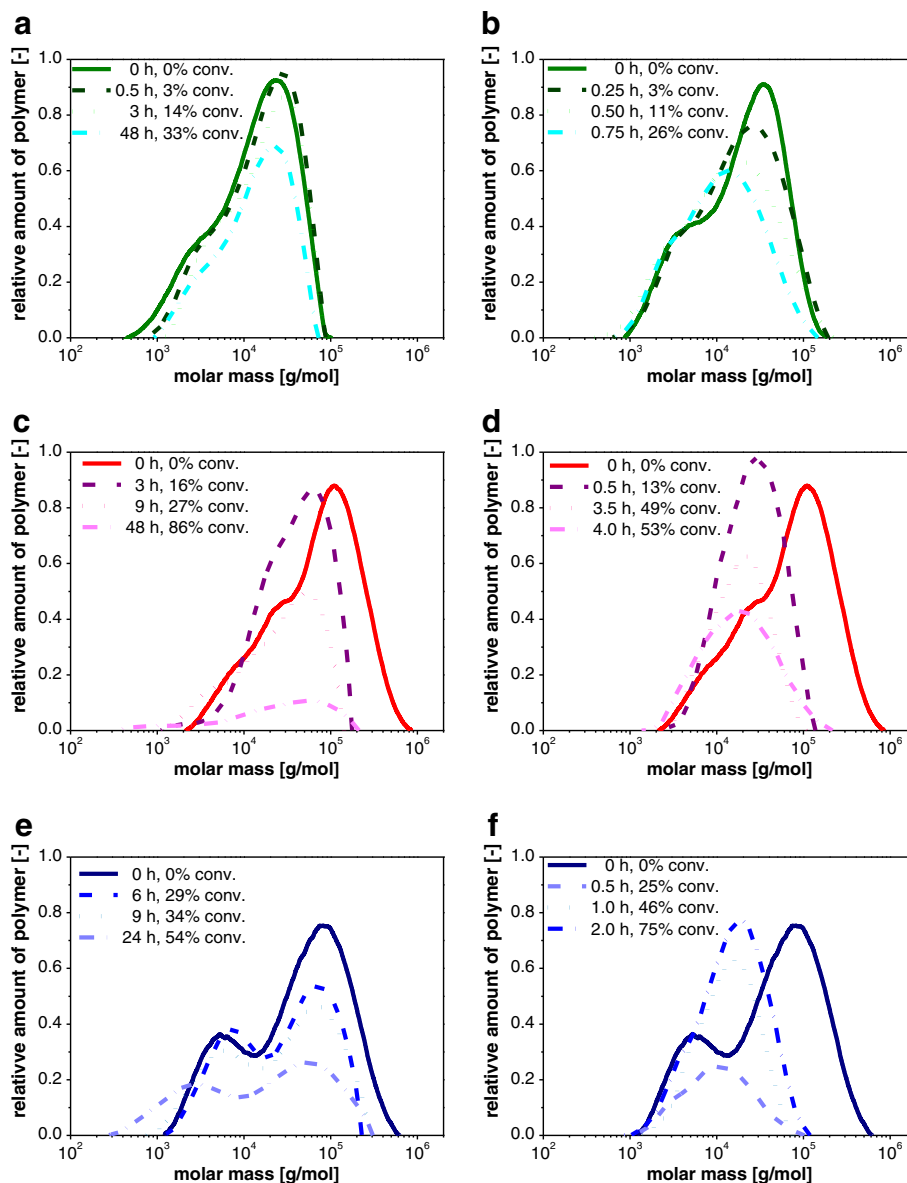 a
relativve amount of polymer [-]
1.0
0.8
0.6
0.4
0.2
0.0
0 h, 0% conv.
0.5 h, 3% conv.
3 h, 14% conv.
48 h, 33% conv.
10² 10³ 10⁴ 10⁵ 10⁶
molar mass [g/mol]
b
relativve amount of polymer [-]
1.0
0.8
0.6
0.4
0.2
0.0
0 h, 0% conv.
0.25 h, 3% conv.
0.50 h, 11% conv.
0.75 h, 26% conv.
10² 10³ 10⁴ 10⁵ 10⁶
molar mass [g/mol]
c
relativve amount of polymer [-]
1.0
0.8
0.6
0.4
0.2
0.0
0 h, 0% conv.
3 h, 16% conv.
9 h, 27% conv.
48 h, 86% conv.
10² 10³ 10⁴ 10⁵ 10⁶
molar mass [g/mol]
d
relativve amount of polymer [-]
1.0
0.8
0.6
0.4
0.2
0.0
0 h, 0% conv.
0.5 h, 13% conv.
3.5 h, 49% conv.
4.0 h, 53% conv.
10² 10³ 10⁴ 10⁵ 10⁶
molar mass [g/mol]
e
relativve amount of polymer [-]
1.0
0.8
0.6
0.4
0.2
0.0
0 h, 0% conv.
6 h, 29% conv.
9 h, 34% conv.
24 h, 54% conv.
10² 10³ 10⁴ 10⁵ 10⁶
molar mass [g/mol]
f
relativve amount of polymer [-]
1.0
0.8
0.6
0.4
0.2
0.0
0 h, 0% conv.
0.5 h, 25% conv.
1.0 h, 46% conv.
2.0 h, 75% conv.
10² 10³ 10⁴ 10⁵ 10⁶
molar mass [g/mol]